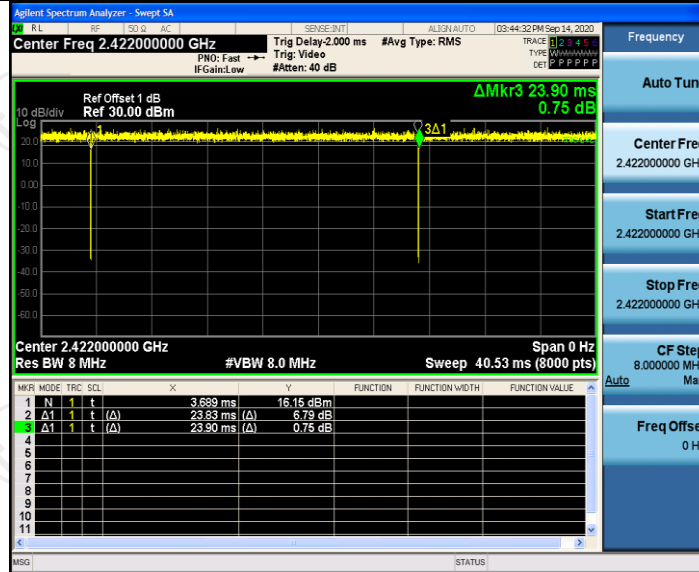 Agilent Spectrum Analyzer - Swept SA
RL RF 50 Ω AC SENSE:INT ALIGN AUTO 03:44:32 PM Sep 14, 2020
Center Freq 2.422000000 GHz
PNO: Fast
IFGain:Low
Trig Delay-2.000 ms
Trig: Video
#Atten: 40 dB
#Avg Type: RMS
TRACE 1 2 3 4 5 6
TYPE
DET P P P P P P
ΔMkr3 23.90 ms
0.75 dB
Ref Offset 1 dB
10 dB/div Ref 30.00 dBm
Log
20.0
10.0
0.00
-10.0
-20.0
-30.0
-40.0
-50.0
-60.0
1
3Δ1
Center 2.422000000 GHz Span 0 Hz
Res BW 8 MHz #VBW 8.0 MHz Sweep 40.53 ms (8000 pts)
MKR MODE TRC SCL X Y FUNCTION FUNCTION WIDTH FUNCTION VALUE
1 N 1 t 3.689 ms 16.15 dBm
2 Δ1 1 t (Δ) 23.83 ms (Δ) 6.79 dB
3 Δ1 1 t (Δ) 23.90 ms (Δ) 0.75 dB
4
5
6
7
8
9
10
11
MSG STATUS
Frequency
Auto Tun
Center Fre
2.422000000 GH
Start Fre
2.422000000 GH
Stop Fre
2.422000000 GH
CF Step
8.000000 MH
Auto Ma
Freq Offse
0 H